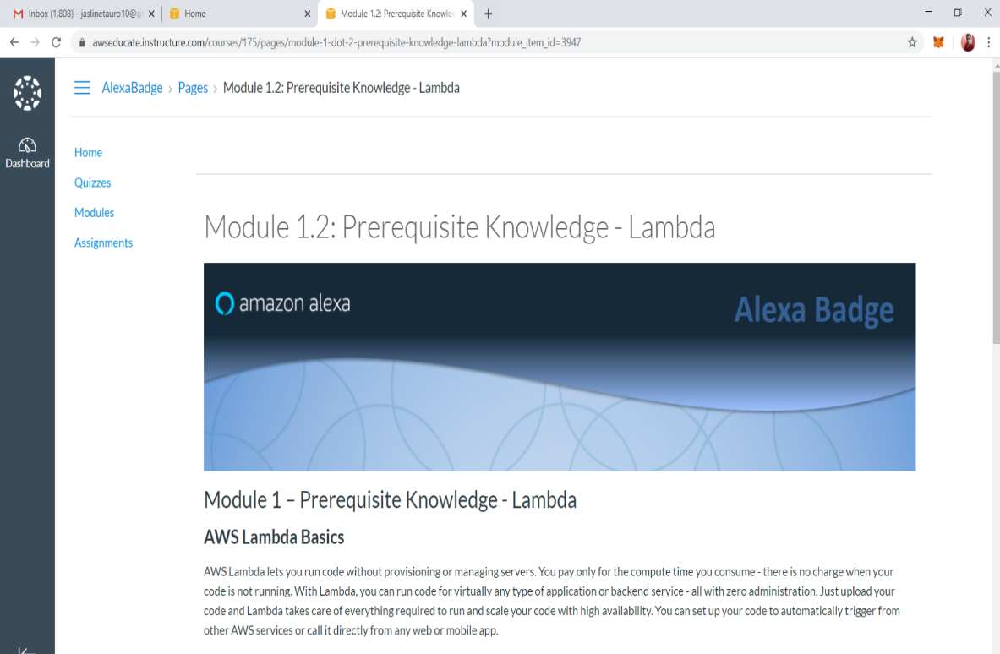 Inbox (1,808) - jaslinetauro10@g
Home
Module 1.2: Prerequisite Knowled
awseducate.instructure.com/courses/175/pages/module-1-dot-2-prerequisite-knowledge-lambda?module_item_id=3947
AlexaBadge > Pages > Module 1.2: Prerequisite Knowledge - Lambda
Dashboard
Home
Quizzes
Modules
Assignments
Module 1.2: Prerequisite Knowledge - Lambda
amazon alexa
Alexa Badge
Module 1 – Prerequisite Knowledge - Lambda
AWS Lambda Basics
AWS Lambda lets you run code without provisioning or managing servers. You pay only for the compute time you consume - there is no charge when your
code is not running. With Lambda, you can run code for virtually any type of application or backend service - all with zero administration. Just upload your
code and Lambda takes care of everything required to run and scale your code with high availability. You can set up your code to automatically trigger from
other AWS services or call it directly from any web or mobile app.